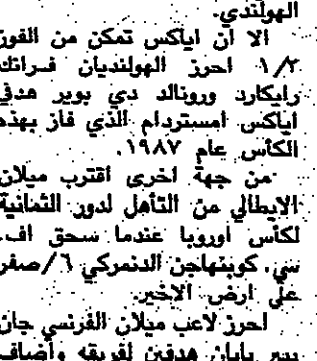 الهولندي.
الا ان اياكس تمكن من الفوز
١/٢ احرز الهولنديان فرانك
رايكارد ورونالد دي بوير هدفي
اياكس امستردام الذي فاز بهذه
الكأس عام ١٩٨٧.
من جهة اخرى اقترب ميلان
الايطالي من التأهل لدور الثمانية
لكأس اوروبا عندما سحق اف.
سي. كوبنهاجن الدنمركي ٦/صفر
على ارض الاخير.
احرز لاعب ميلان الفرنسي جان
بيير بابان هدفين لفريقه وأضاف